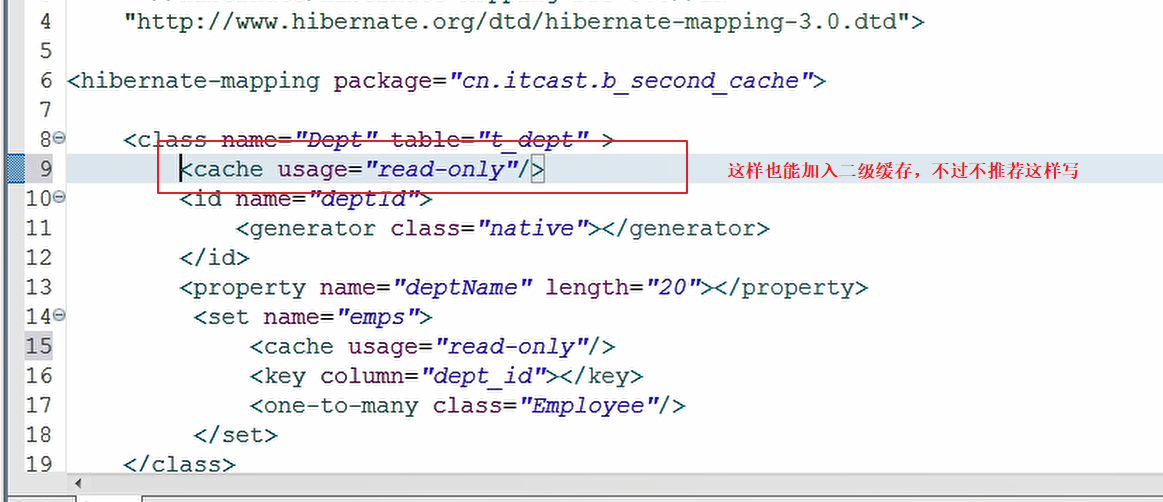 4 "http://www.hibernate.org/dtd/hibernate-mapping-3.0.dtd">
5
6 <hibernate-mapping package="cn.itcast.b_second_cache">
7
8 <class name="Dept" table="t_dept" >
9 <cache usage="read-only"/> 这样也能加入二级缓存，不过不推荐这样写
10 <id name="deptId">
11 <generator class="native"></generator>
12 </id>
13 <property name="deptName" length="20"></property>
14 <set name="emps">
15 <cache usage="read-only"/>
16 <key column="dept_id"></key>
17 <one-to-many class="Employee"/>
18 </set>
19 </class>